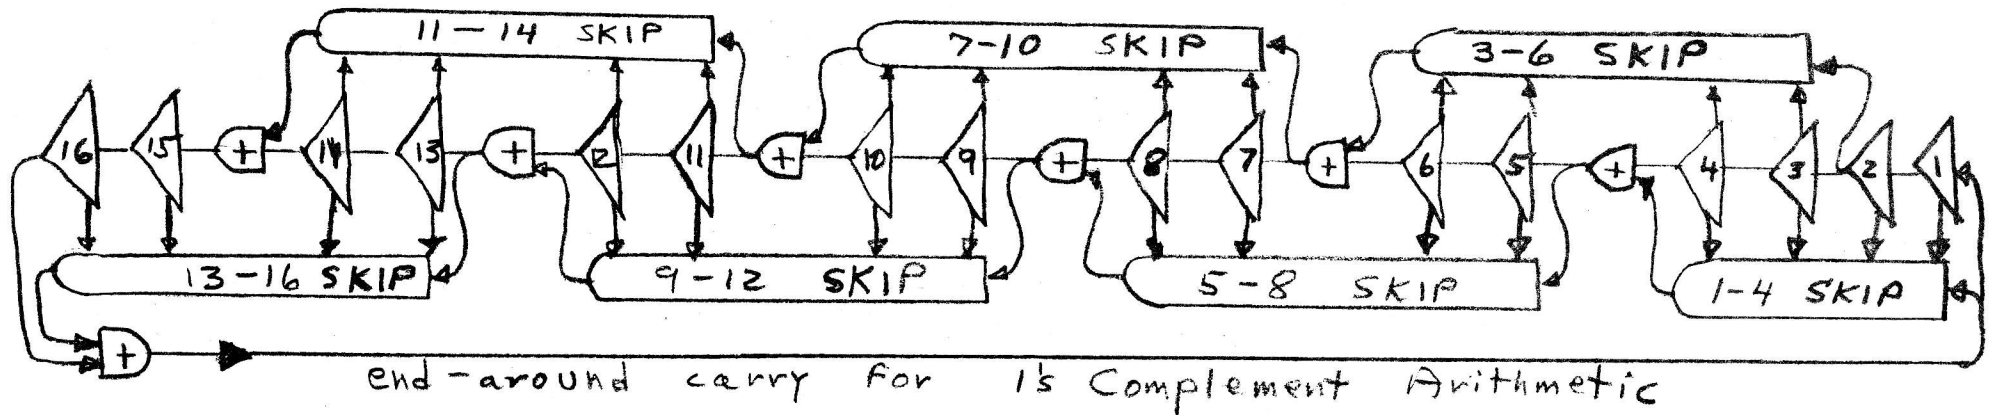 11-14 SKIP
7-10 SKIP
3-6 SKIP
16 15 + 14 13 + 12 11 + 10 9 + 8 7 + 6 5 + 4 3 2 1
13-16 SKIP
9-12 SKIP
5-8 SKIP
1-4 SKIP
+
end-around carry for 1's Complement Arithmetic